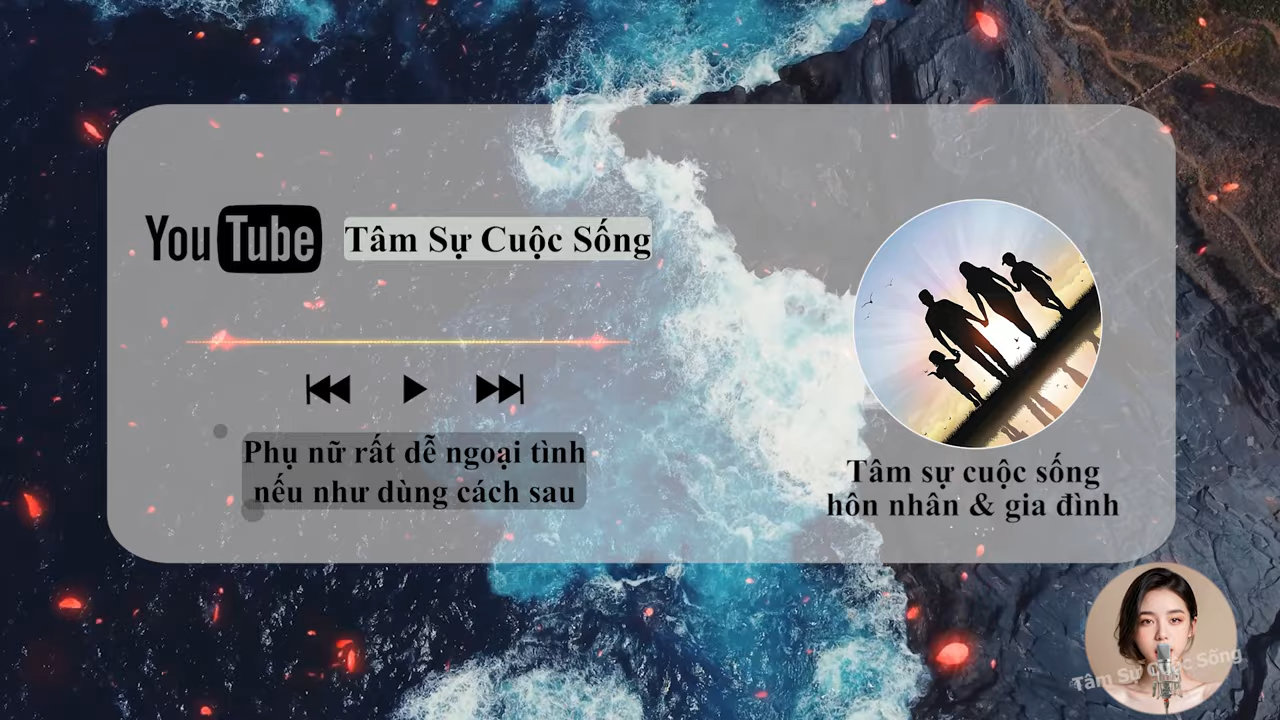 YouTube Tâm Sự Cuộc Sống
Phụ nữ rất dễ ngoại tình
nếu như dùng cách sau
Tâm sự cuộc sống
hôn nhân & gia đình
Tâm Sự Cuộc Sống